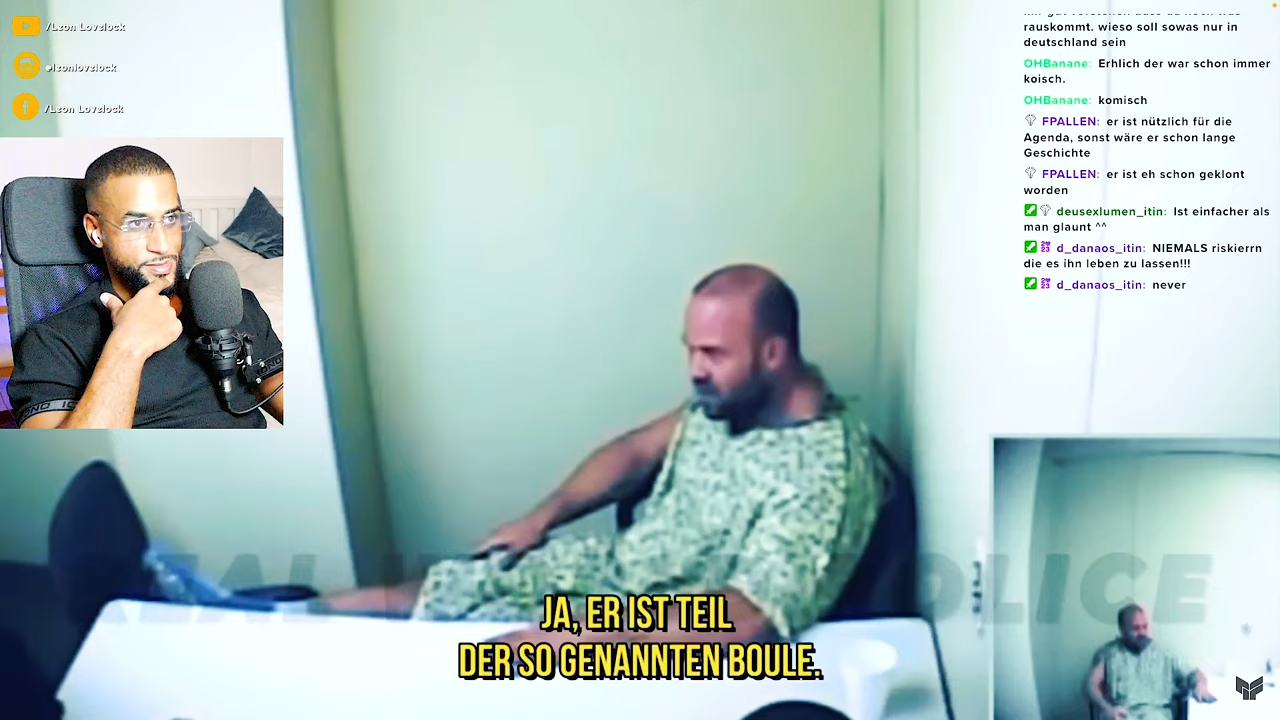 /Leon Lovelock
@leonlovelock
/Leon Lovelock
rauskommt. wieso soll sowas nur in
deutschland sein
OHBanane: Erhlich der war schon immer
koisch.
OHBanane: komisch
FPALLEN: er ist nützlich für die
Agenda, sonst wäre er schon lange
Geschichte
FPALLEN: er ist eh schon geklont
worden
deusexlumen_itin: Ist einfacher als
man glaunt ^^
d_danaos_itin: NIEMALS riskierrn
die es ihn leben zu lassen!!!
d_danaos_itin: never
JA, ER IST TEIL
DER SO GENANNTEN BOULE.